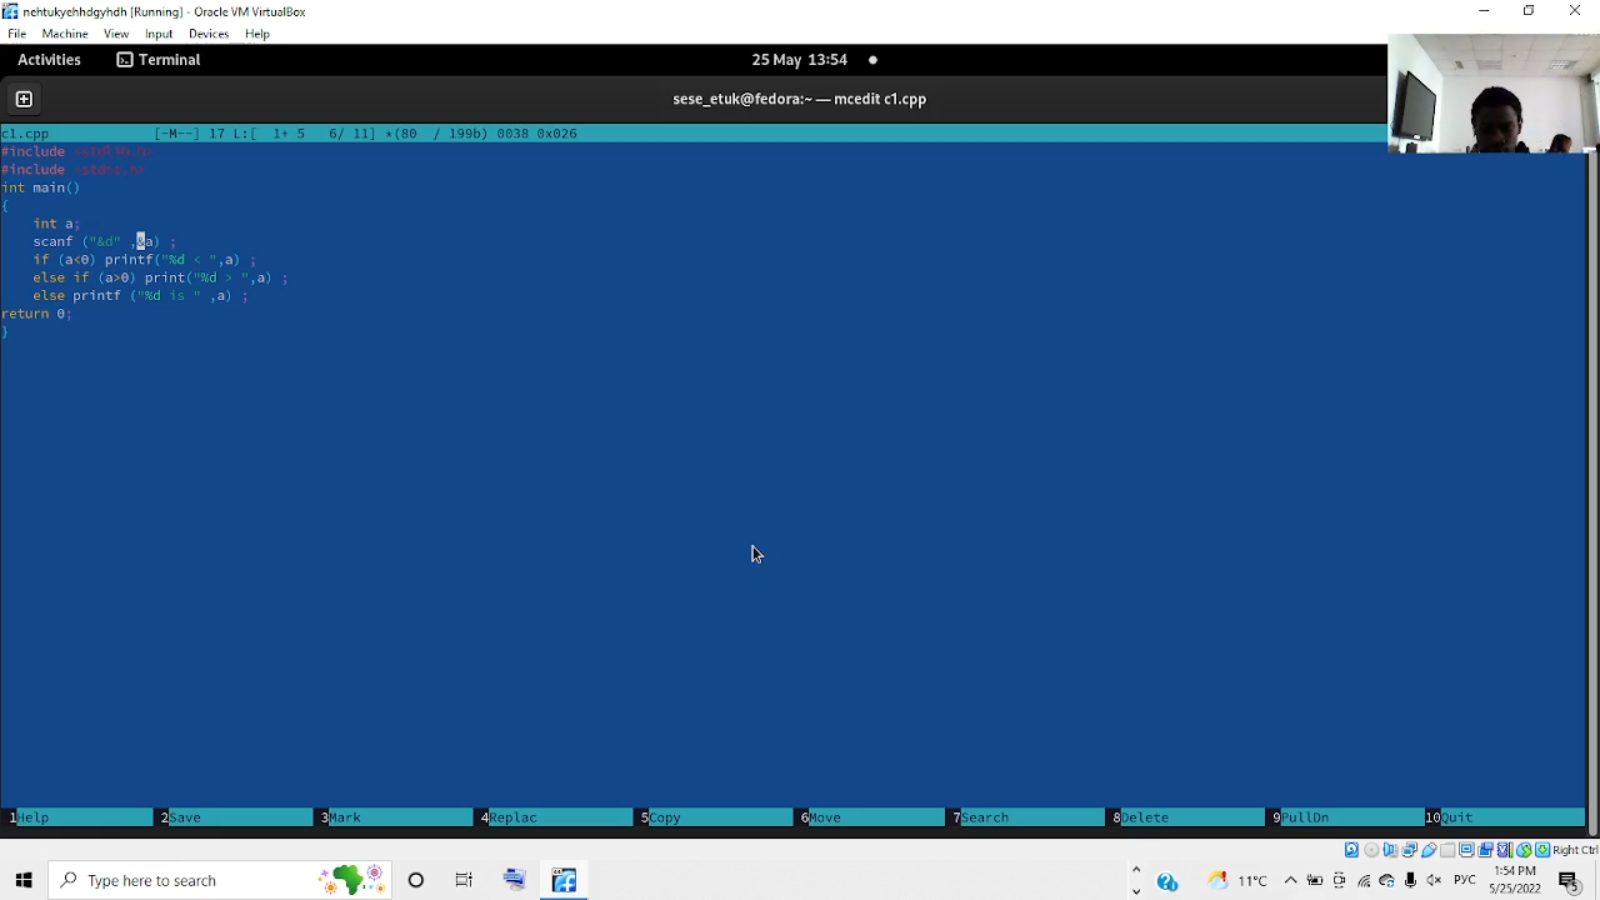 nehtukyehhdgyhdh [Running] - Oracle VM VirtualBox
File Machine View Input Devices Help
Activities Terminal 25 May 13:54
sese_etuk@fedora:~ — mcedit c1.cpp
c1.cpp [-M--] 17 L:[ 1+ 5 6/ 11] *(80 / 199b) 0038 0x026
#include <stdlib.h>
#include <stdio.h>
int main()
{
int a;
scanf ("&d" ,&a) ;
if (a<0) printf("%d < ",a) ;
else if (a>0) print("%d > ",a) ;
else printf ("%d is " ,a) ;
return 0;
}
1Help 2Save 3Mark 4Replac 5Copy 6Move 7Search 8Delete 9PullDn 10Quit
Right Ctrl
Type here to search 11°C РУС 1:54 PM
5/25/2022 5